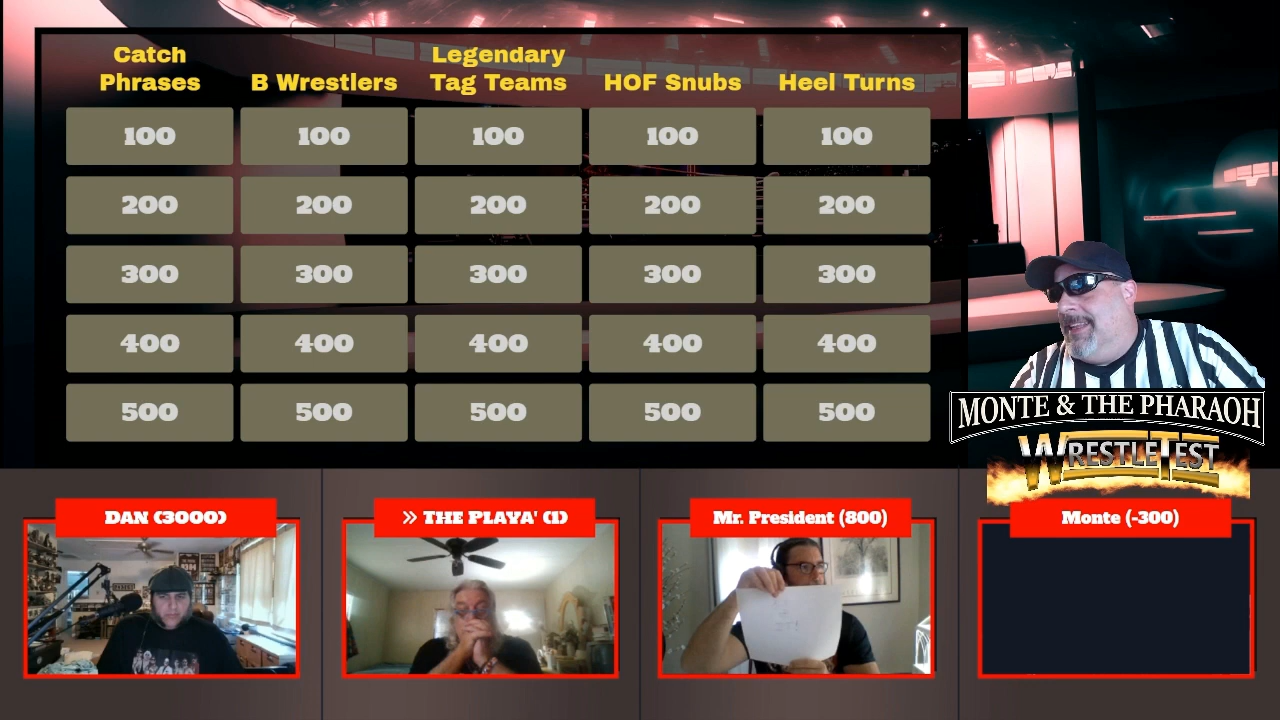 Catch
Phrases
B Wrestlers
Legendary
Tag Teams
HOF Snubs
Heel Turns
100 100 100 100 100
200 200 200 200 200
300 300 300 300 300
400 400 400 400 400
500 500 500 500 500
MONTE & THE PHARAOH
WRESTLETEST
DAN (3000)
» THE PLAYA' (1)
Mr. President (800)
Monte (-300)